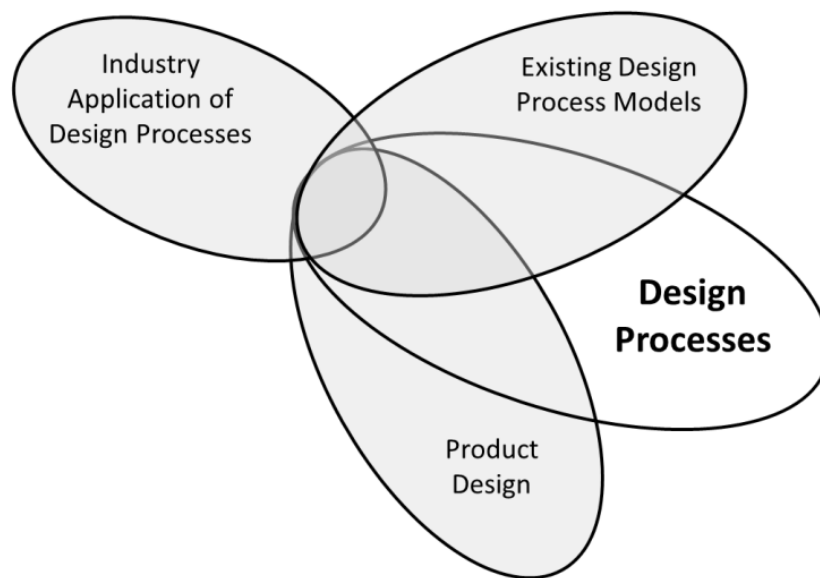 Industry
Application of
Design Processes
Existing Design
Process Models
Design
Processes
Product
Design